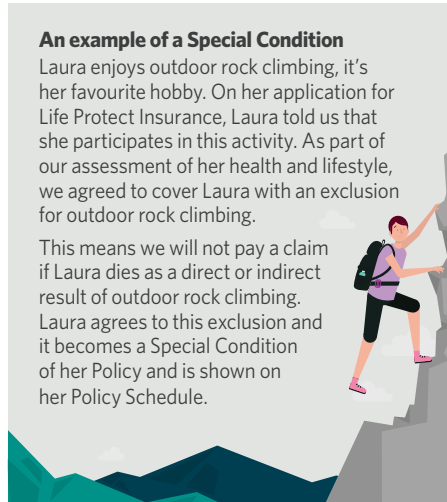 An example of a Special Condition
Laura enjoys outdoor rock climbing, it's
her favourite hobby. On her application for
Life Protect Insurance, Laura told us that
she participates in this activity. As part of
our assessment of her health and lifestyle,
we agreed to cover Laura with an exclusion
for outdoor rock climbing.
This means we will not pay a claim
if Laura dies as a direct or indirect
result of outdoor rock climbing.
Laura agrees to this exclusion and
it becomes a Special Condition
of her Policy and is shown on
her Policy Schedule.